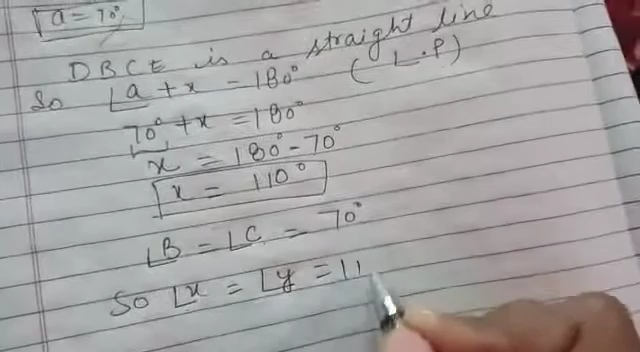 a = 70°
DBCE is a straight line
So ∠a + x - 180° (L.P)
70° + x = 180°
x = 180° - 70°
x = 110°
∠B = ∠C = 70°
So ∠x = ∠y = 11